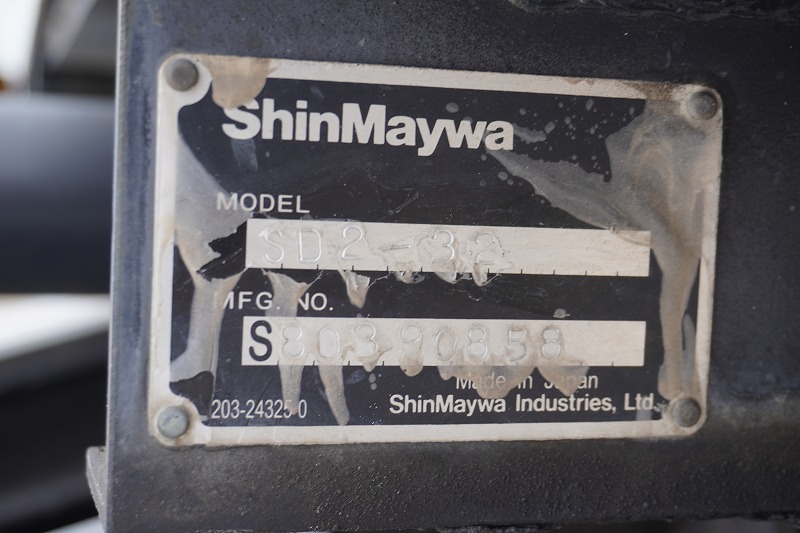 ShinMaywa
MODEL
SD2-32
MFG. NO.
S80390858
Made in Japan
203-24325-0
ShinMaywa Industries, Ltd.